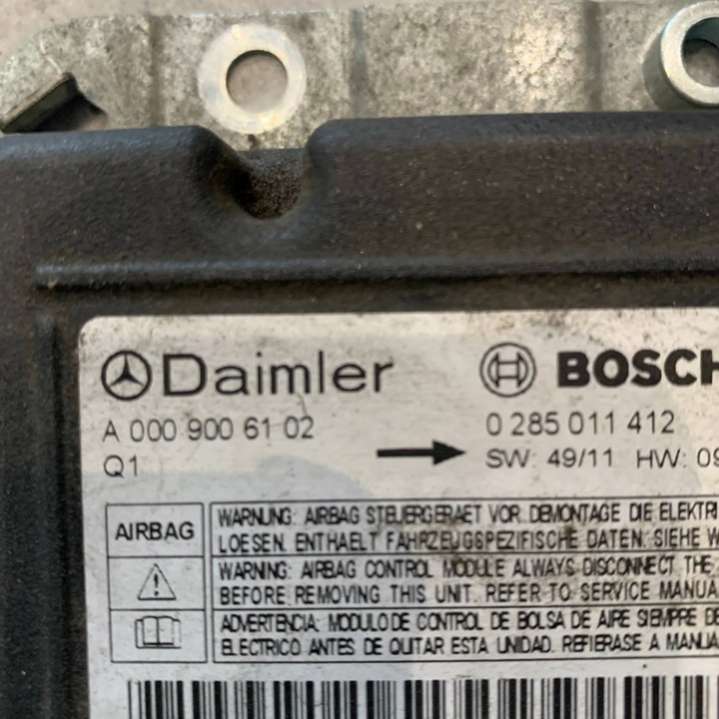 Daimler BOSCH
A 000 900 61 02 0 285 011 412
Q1 SW: 49/11 HW: 09
AIRBAG
WARNUNG: AIRBAG STEUERGERAET VOR DEMONTAGE DIE ELEKTRI
LOESEN. ENTHAELT FAHRZEUGSPEZIFISCHE DATEN. SIEHE W
WARNING: AIRBAG CONTROL MODULE ALWAYS DISCONNECT THE
BEFORE REMOVING THIS UNIT. REFER TO SERVICE MANUA
ADVERTENCIA: MODULO DE CONTROL DE BOLSA DE AIRE SIEMPRE DE
ELECTRICO ANTES DE QUITAR ESTA UNIDAD. REFIERASE A MANUA